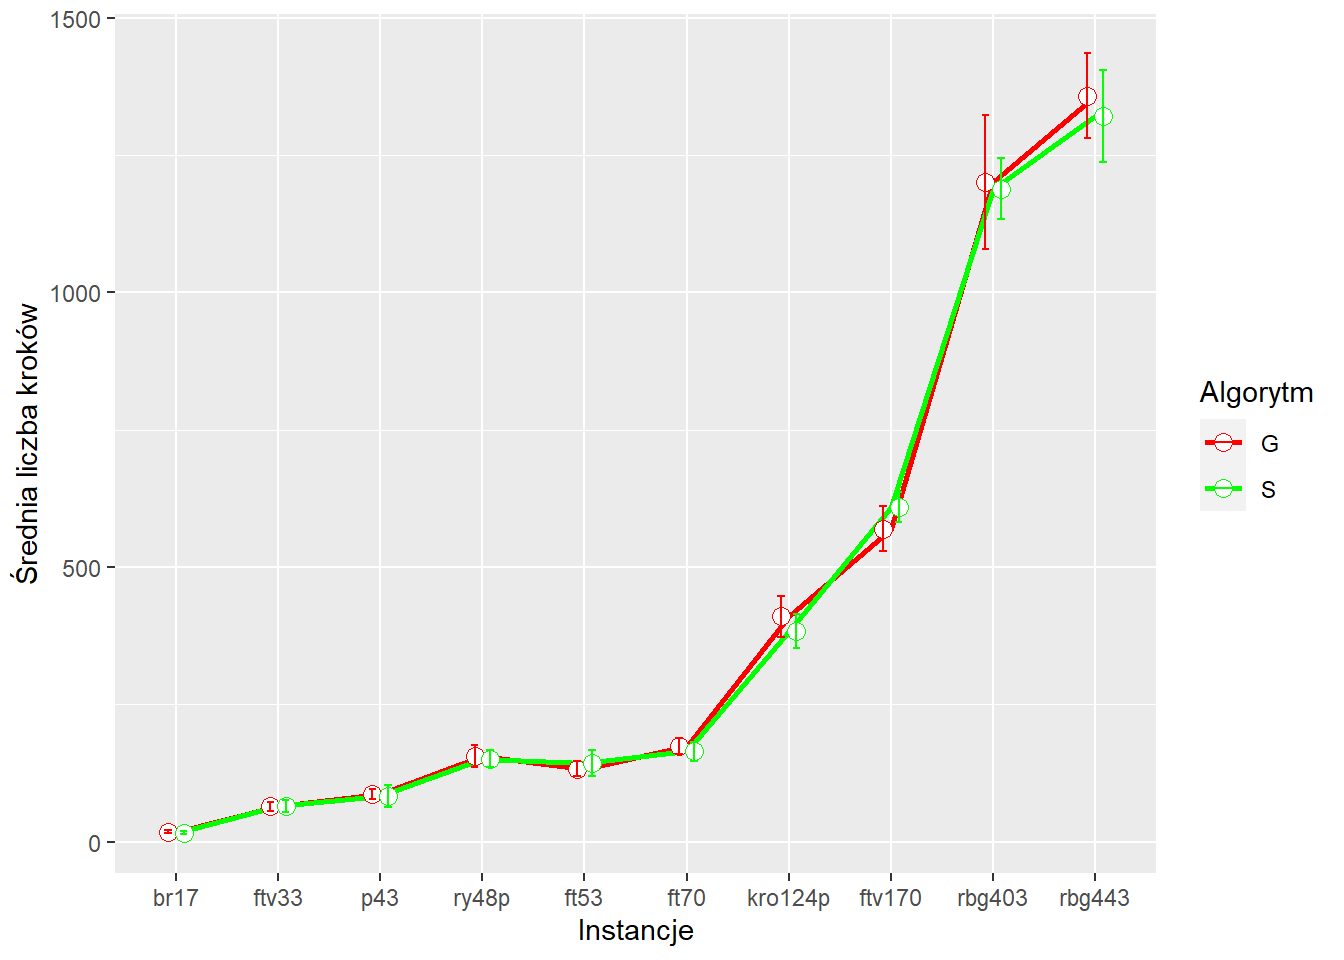 1500
1000
500
0
Średnia liczba kroków
br17 ftv33 p43 ry48p ft53 ft70 kro124p ftv170 rbg403 rbg443
Instancje
Algorytm
G
S